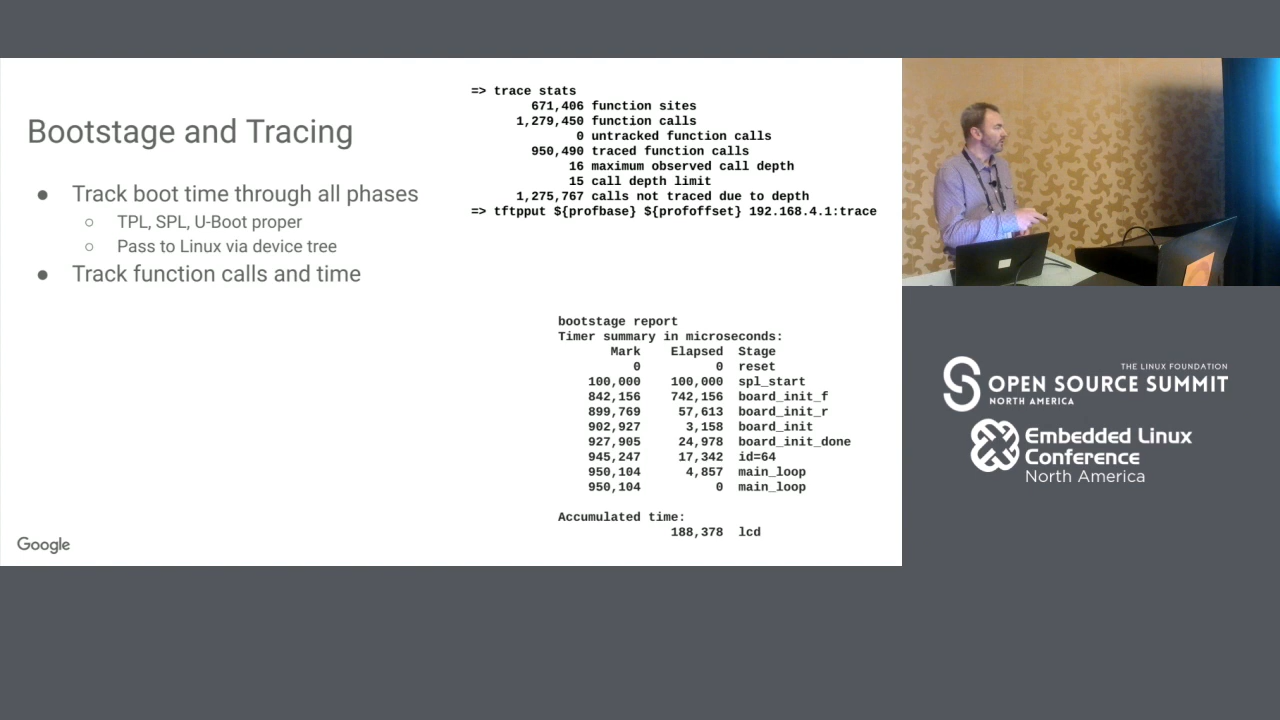 Bootstage and Tracing
● Track boot time through all phases
○ TPL, SPL, U-Boot proper
○ Pass to Linux via device tree
● Track function calls and time
=> trace stats
671,406 function sites
1,279,450 function calls
0 untracked function calls
950,490 traced function calls
16 maximum observed call depth
15 call depth limit
1,275,767 calls not traced due to depth
=> tftpput ${profbase} ${profoffset} 192.168.4.1:trace
bootstage report
Timer summary in microseconds:
Mark Elapsed Stage
0 0 reset
100,000 100,000 spl_start
842,156 742,156 board_init_f
899,769 57,613 board_init_r
902,927 3,158 board_init
927,905 24,978 board_init_done
945,247 17,342 id=64
950,104 4,857 main_loop
950,104 0 main_loop
Accumulated time:
188,378 lcd
Google
THE LINUX FOUNDATION
OPEN SOURCE SUMMIT
NORTH AMERICA
Embedded Linux
Conference
North America